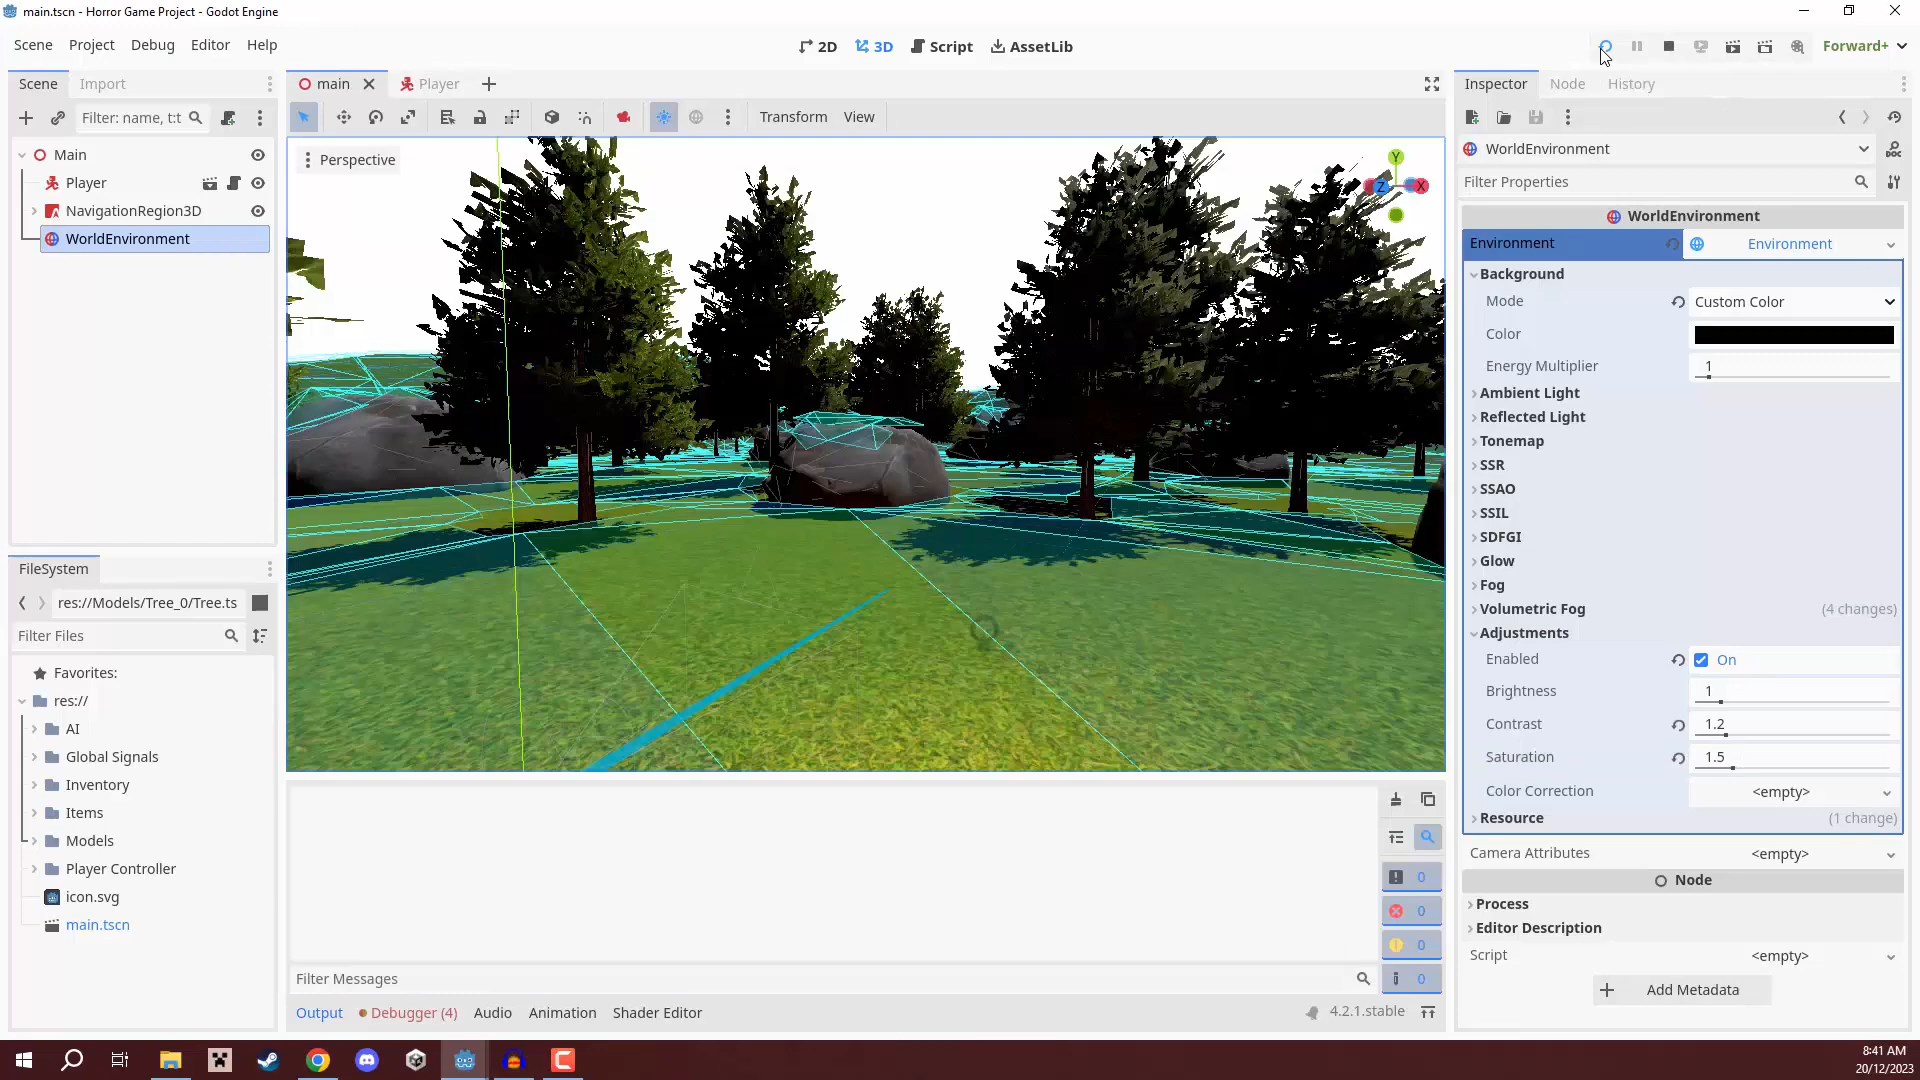 main.tscn - Horror Game Project - Godot Engine
Scene Project Debug Editor Help
2D 3D Script AssetLib
Forward+
Scene Import
main Player
Inspector Node History
Filter: name, t:t
Transform View
Perspective
Y
Z X
Main
Player
NavigationRegion3D
WorldEnvironment
WorldEnvironment
Filter Properties
WorldEnvironment
Environment Environment
Background
Mode Custom Color
Color
Energy Multiplier 1
Ambient Light
Reflected Light
Tonemap
SSR
SSAO
SSIL
SDFGI
Glow
Fog
Volumetric Fog (4 changes)
Adjustments
Enabled On
Brightness 1
Contrast 1.2
Saturation 1.5
Color Correction <empty>
Resource (1 change)
Camera Attributes <empty>
Node
Process
Editor Description
Script <empty>
Add Metadata
FileSystem
res://Models/Tree_0/Tree.ts
Filter Files
Favorites:
res://
AI
Global Signals
Inventory
Items
Models
Player Controller
icon.svg
main.tscn
0
0
0
0
Filter Messages
Output Debugger (4) Audio Animation Shader Editor
4.2.1.stable
8:41 AM
20/12/2023